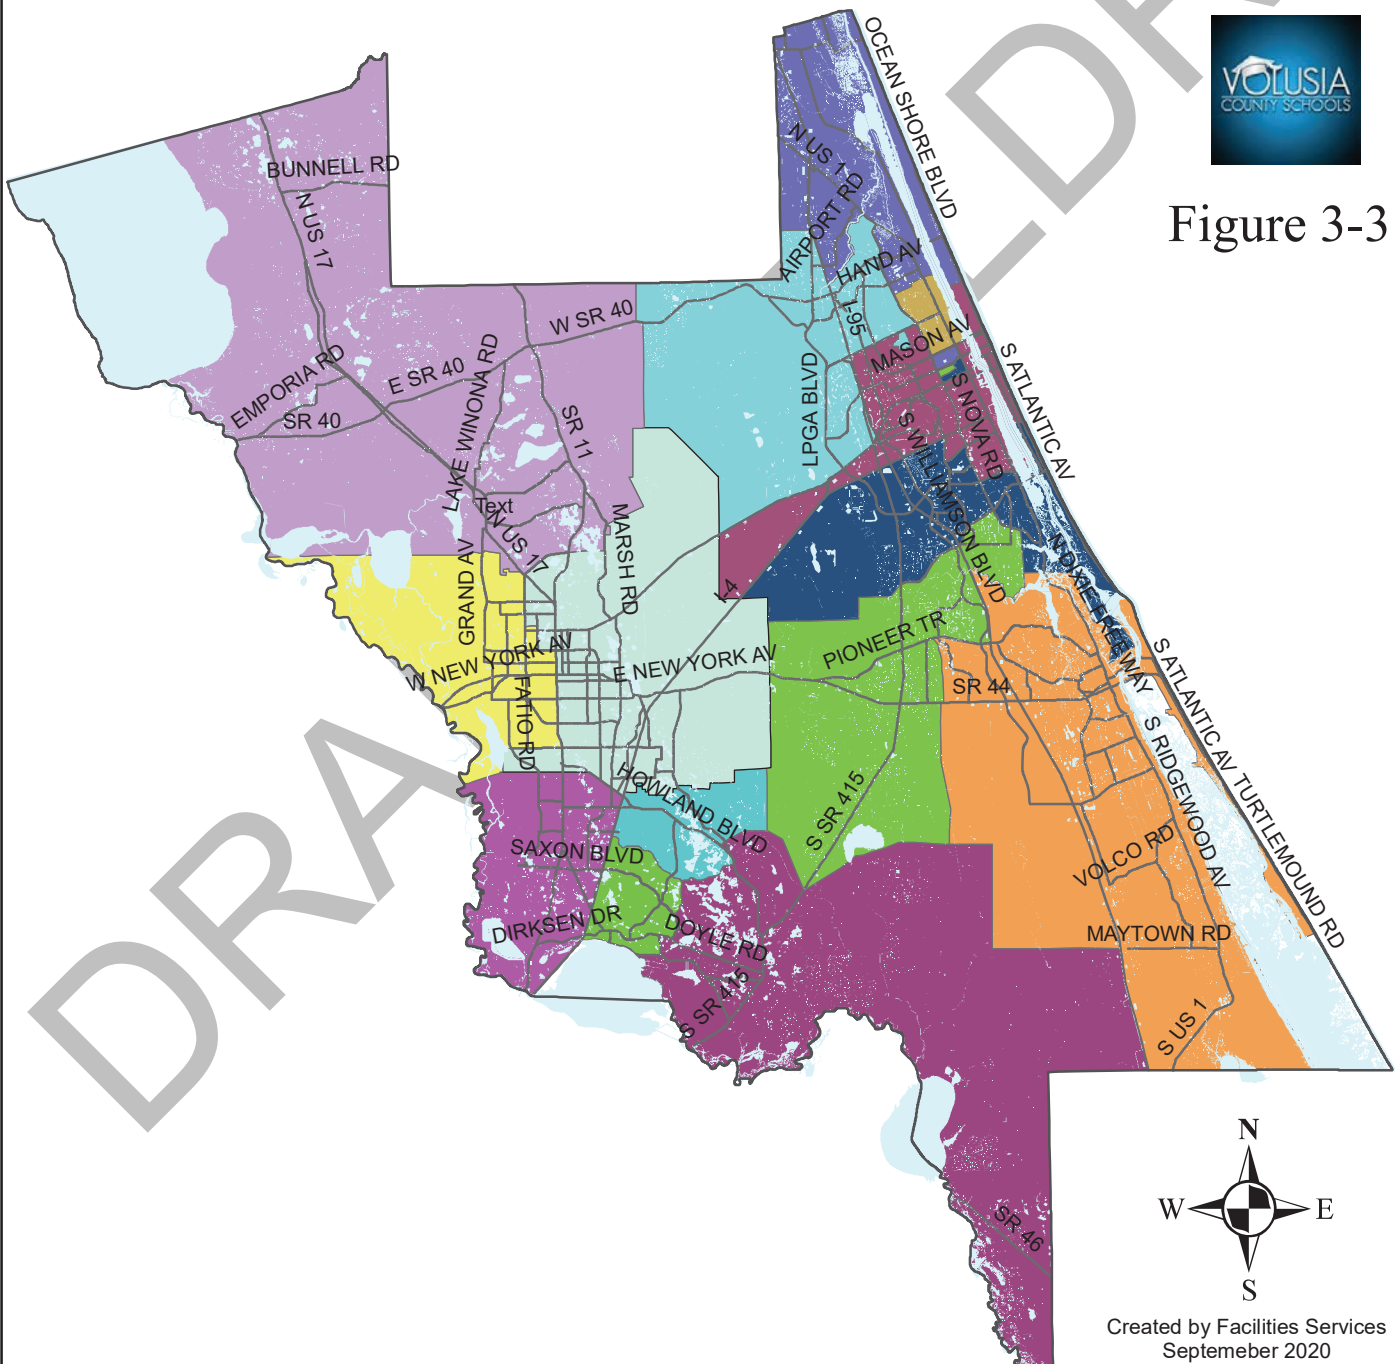 OCEAN SHORE BLVD
VOLUSIA
COUNTY SCHOOLS
Figure 3-3
N US 1
BUNNELL RD
N US 17
AIRPORT RD
HAND AV
I-95
W SR 40
MASON AV
E SR 40
EMPORIA RD
SR 40
LAKE WINONA RD
SR 11
LPGA BLVD
S NOVA RD
S ATLANTIC AV
S WILLIAMSON BLVD
Text
N US 17
MARSH RD
GRAND AV
I-4
N DIXIE FREEWAY
PIONEER TR
W NEW YORK AV
E NEW YORK AV
SR 44
FATIO RD
S ATLANTIC AV
TURTLEMOUND RD
S RIDGEWOOD AV
HOWLAND BLVD
S SR 415
SAXON BLVD
VOLCO RD
DIRKSEN DR
DOYLE RD
MAYTOWN RD
S SR 415
S US 1
SR 46
N
W E
S
Created by Facilities Services
Septemeber 2020
DRA
DR